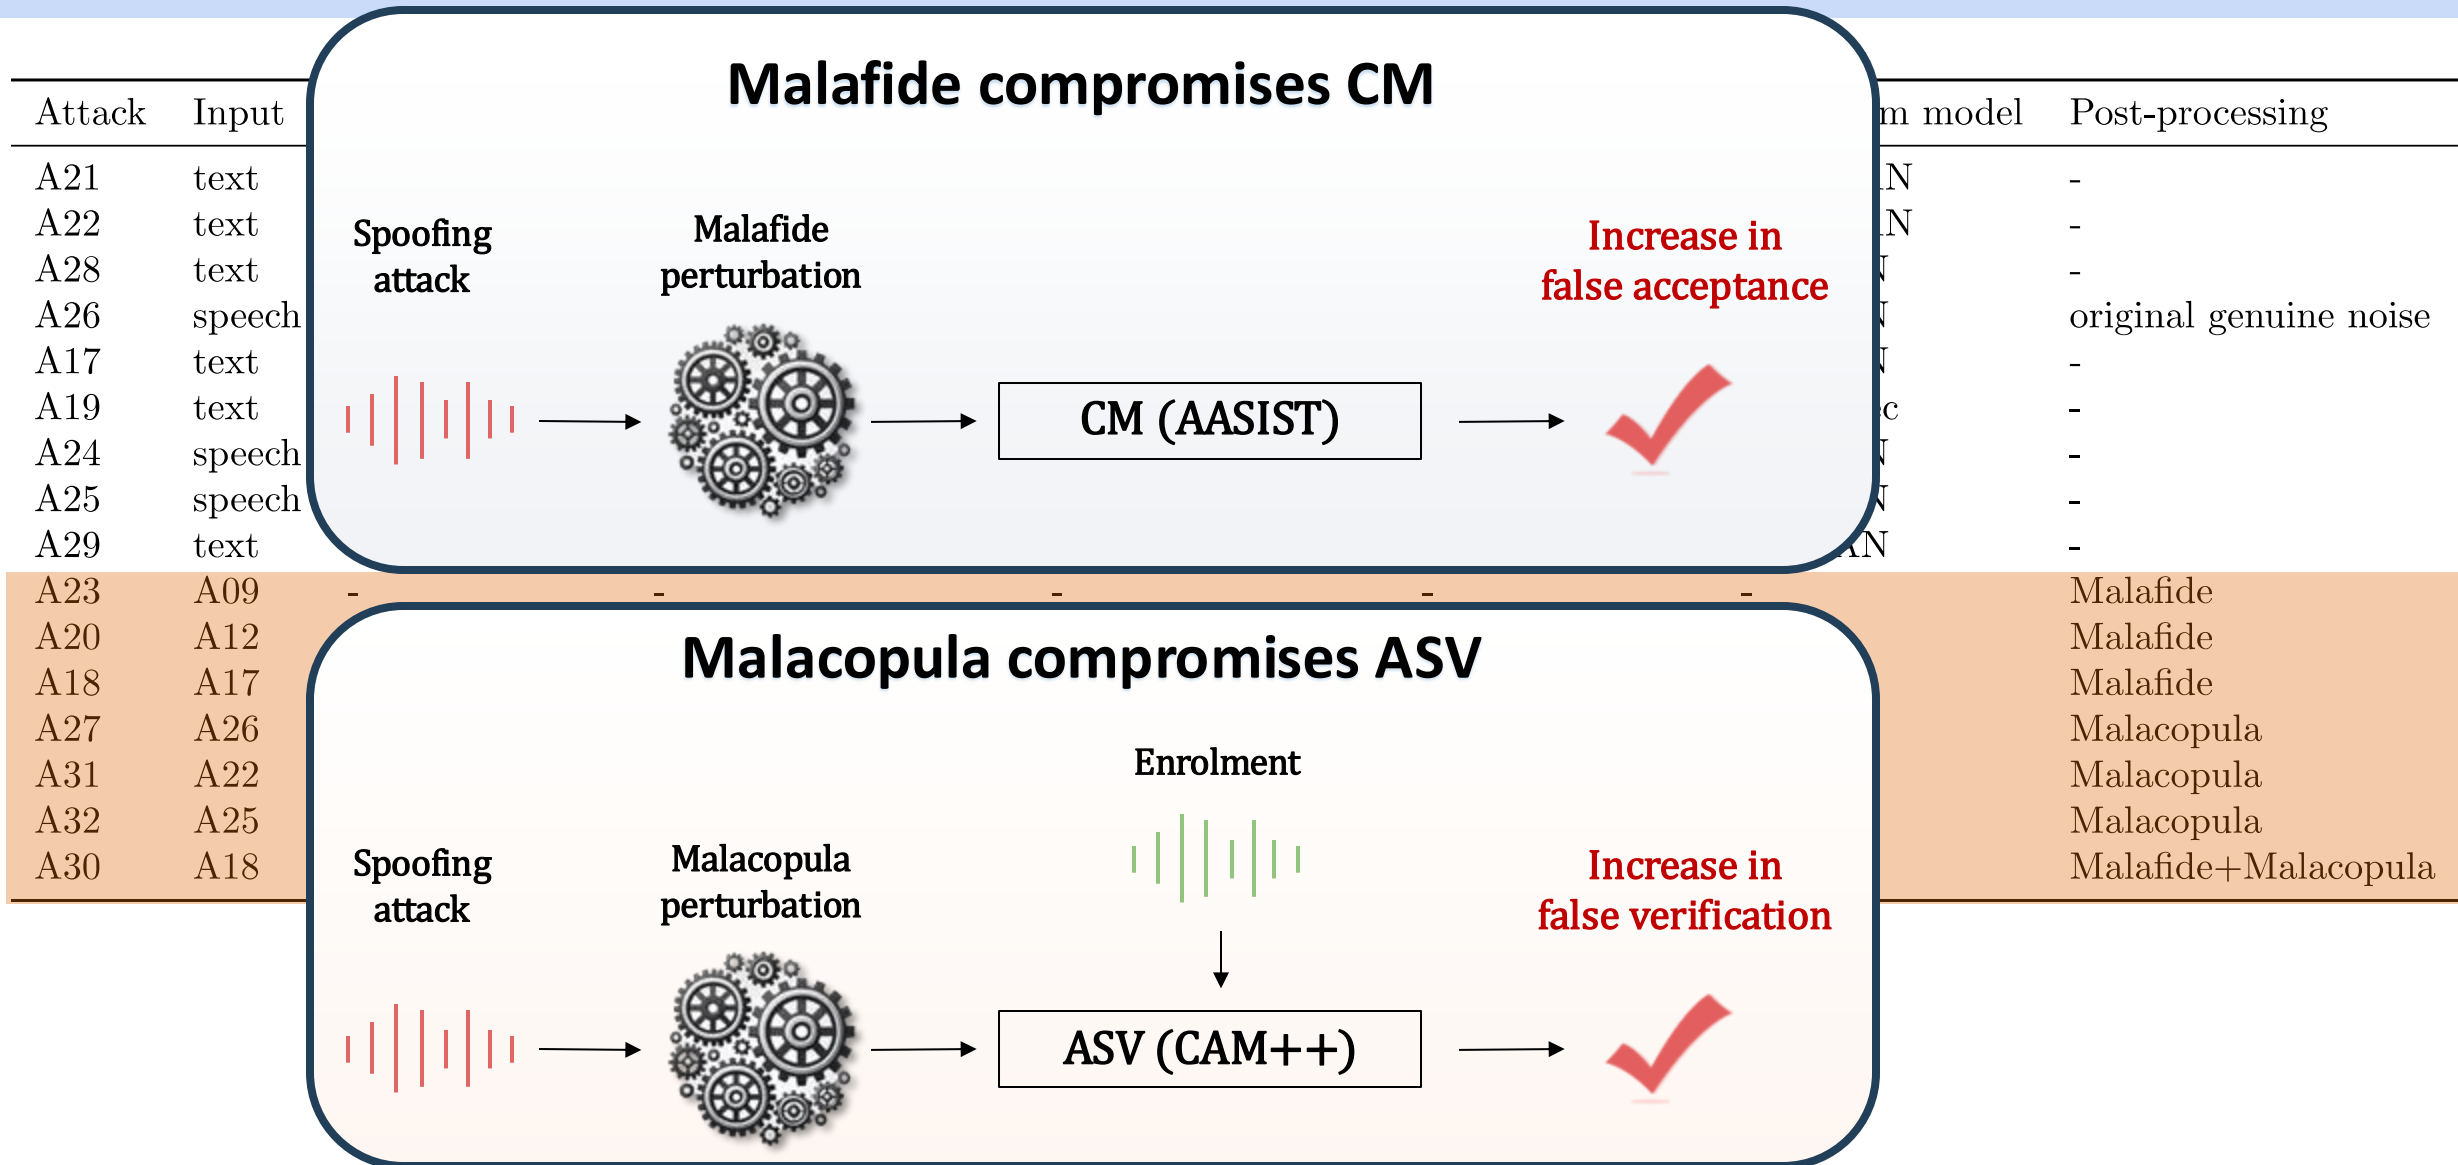 Malafide compromises CM
Attack Input m model Post-processing
A21 text N -
A22 text N -
A28 text N -
A26 speech N original genuine noise
A17 text N -
A19 text c -
A24 speech N -
A25 speech N -
A29 text AN -
Spoofing
attack
Malafide
perturbation
CM (AASIST)
Increase in
false acceptance
A23 A09 - - - - - Malafide
A20 A12 Malafide
A18 A17 Malafide
A27 A26 Malacopula
A31 A22 Malacopula
A32 A25 Malacopula
A30 A18 Malafide+Malacopula
Malacopula compromises ASV
Enrolment
Spoofing
attack
Malacopula
perturbation
ASV (CAM++)
Increase in
false verification